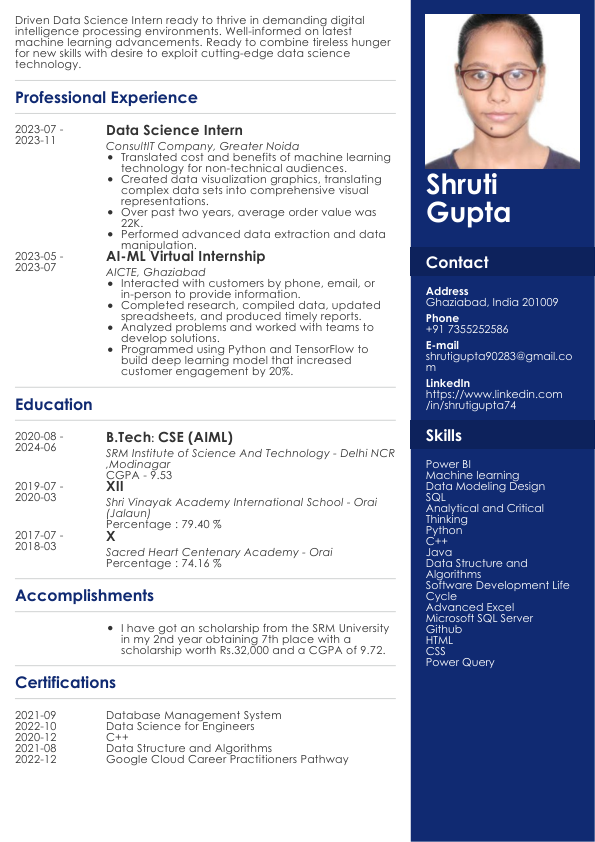 Driven Data Science Intern ready to thrive in demanding digital
intelligence processing environments. Well-informed on latest
machine learning advancements. Ready to combine tireless hunger
for new skills with desire to exploit cutting-edge data science
technology.
Professional Experience
2023-07 -
2023-11
Data Science Intern
ConsultIT Company, Greater Noida
• Translated cost and benefits of machine learning
technology for non-technical audiences.
• Created data visualization graphics, translating
complex data sets into comprehensive visual
representations.
• Over past two years, average order value was
22K.
• Performed advanced data extraction and data
manipulation.
2023-05 -
2023-07
AI-ML Virtual Internship
AICTE, Ghaziabad
• Interacted with customers by phone, email, or
in-person to provide information.
• Completed research, compiled data, updated
spreadsheets, and produced timely reports.
• Analyzed problems and worked with teams to
develop solutions.
• Programmed using Python and TensorFlow to
build deep learning model that increased
customer engagement by 20%.
Education
2020-08 -
2024-06
B.Tech: CSE (AIML)
SRM Institute of Science And Technology - Delhi NCR
,Modinagar
CGPA - 9.53
2019-07 -
2020-03
XII
Shri Vinayak Academy International School - Orai
(Jalaun)
Percentage : 79.40 %
2017-07 -
2018-03
X
Sacred Heart Centenary Academy - Orai
Percentage : 74.16 %
Accomplishments
• I have got an scholarship from the SRM University
in my 2nd year obtaining 7th place with a
scholarship worth Rs.32,000 and a CGPA of 9.72.
Certifications
2021-09 Database Management System
2022-10 Data Science for Engineers
2020-12 C++
2021-08 Data Structure and Algorithms
2022-12 Google Cloud Career Practitioners Pathway
Shruti
Gupta
Contact
Address
Ghaziabad, India 201009
Phone
+91 7355252586
E-mail
shrutigupta90283@gmail.co
m
LinkedIn
https://www.linkedin.com
/in/shrutigupta74
Skills
Power BI
Machine learning
Data Modeling Design
SQL
Analytical and Critical
Thinking
Python
C++
Java
Data Structure and
Algorithms
Software Development Life
Cycle
Advanced Excel
Microsoft SQL Server
Github
HTML
CSS
Power Query